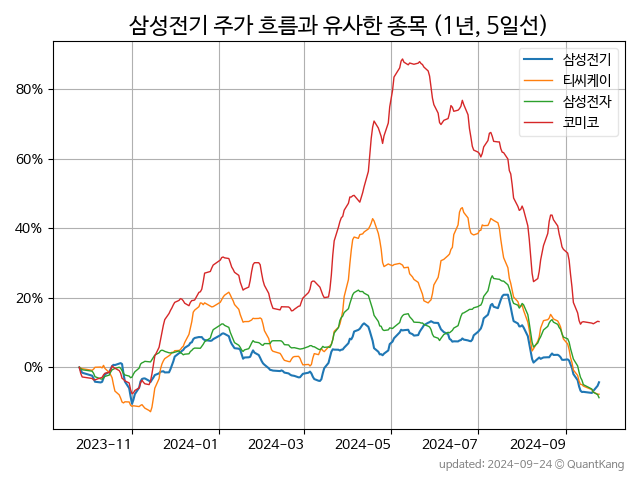 삼성전기 주가 흐름과 유사한 종목 (1년, 5일선)
삼성전기
티씨케이
삼성전자
코미코
80%
60%
40%
20%
0%
2023-11 2024-01 2024-03 2024-05 2024-07 2024-09
updated: 2024-09-24 © QuantKang